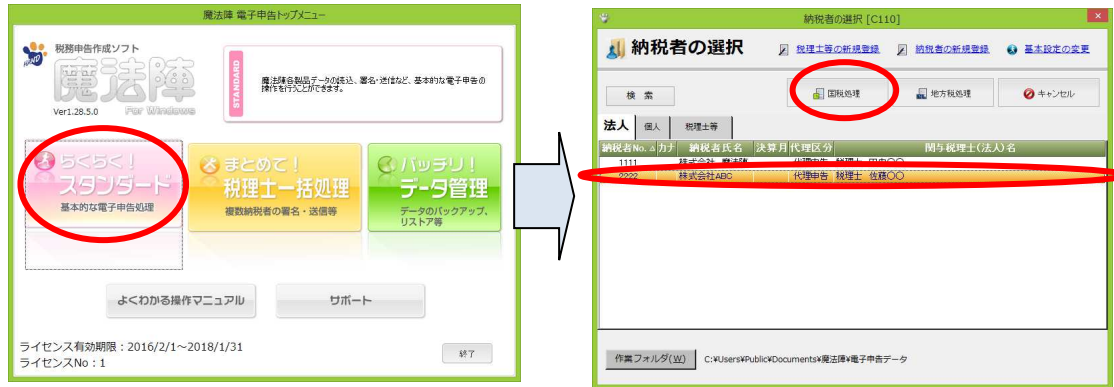 魔法陣 電子申告トップメニュー
税務申告作成ソフト
魔法陣
Ver1.28.5.0 For Windows
STANDARD
魔法陣各製品データの読込、署名・送信など、基本的な電子申告の
操作を行うことができます。
らくらく！
スタンダード
基本的な電子申告処理
まとめて！
税理士一括処理
複数納税者の署名・送信等
バッチリ！
データ管理
データのバックアップ、
リストア等
よくわかる操作マニュアル
サポート
ライセンス有効期限：2016/2/1～2018/1/31
ライセンスNo：1
終了
納税者の選択 [C110]
納税者の選択
税理士等の新規登録
納税者の新規登録
基本設定の変更
検 索
国税処理
地方税処理
キャンセル
法人 個人 税理士等
納税者No.△ カナ 納税者氏名 決算月 代理区分 関与税理士(法人)名
1111 株式会社 魔法陣 代理申告 税理士 田中〇〇
2222 株式会社ABC 代理申告 税理士 佐藤〇〇
作業フォルダ(W) C:¥Users¥Public¥Documents¥魔法陣¥電子申告データ